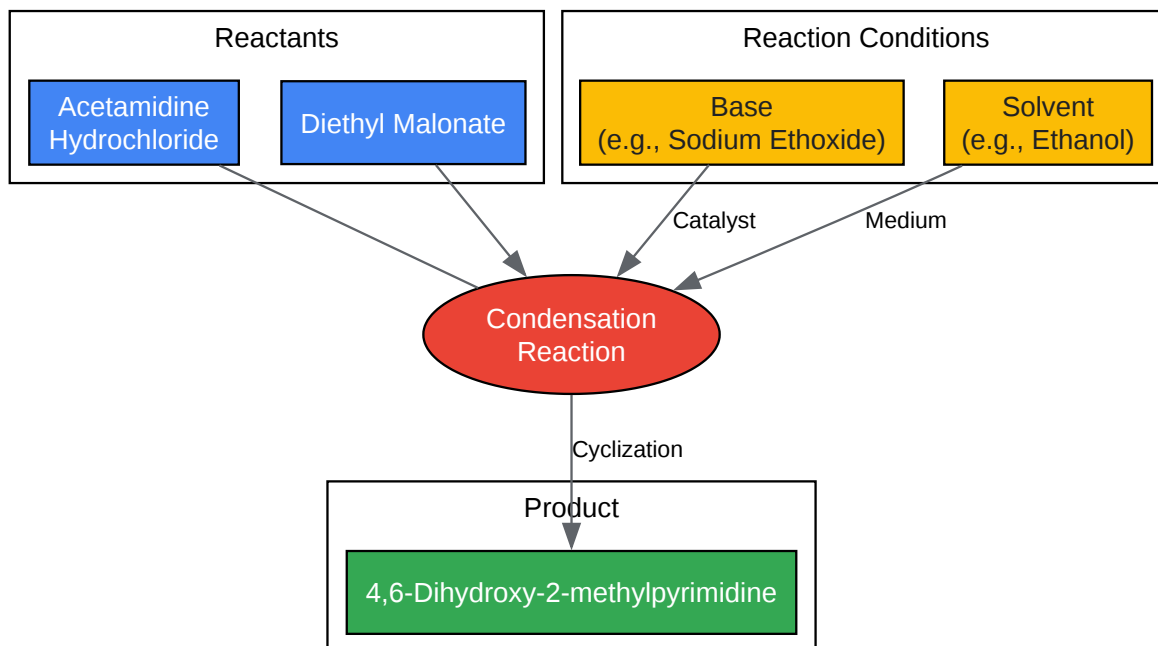 Reactants
Acetamidine
Hydrochloride
Diethyl Malonate
Reaction Conditions
Base
(e.g., Sodium Ethoxide)
Solvent
(e.g., Ethanol)
Catalyst
Medium
Condensation
Reaction
Cyclization
Product
4,6-Dihydroxy-2-methylpyrimidine